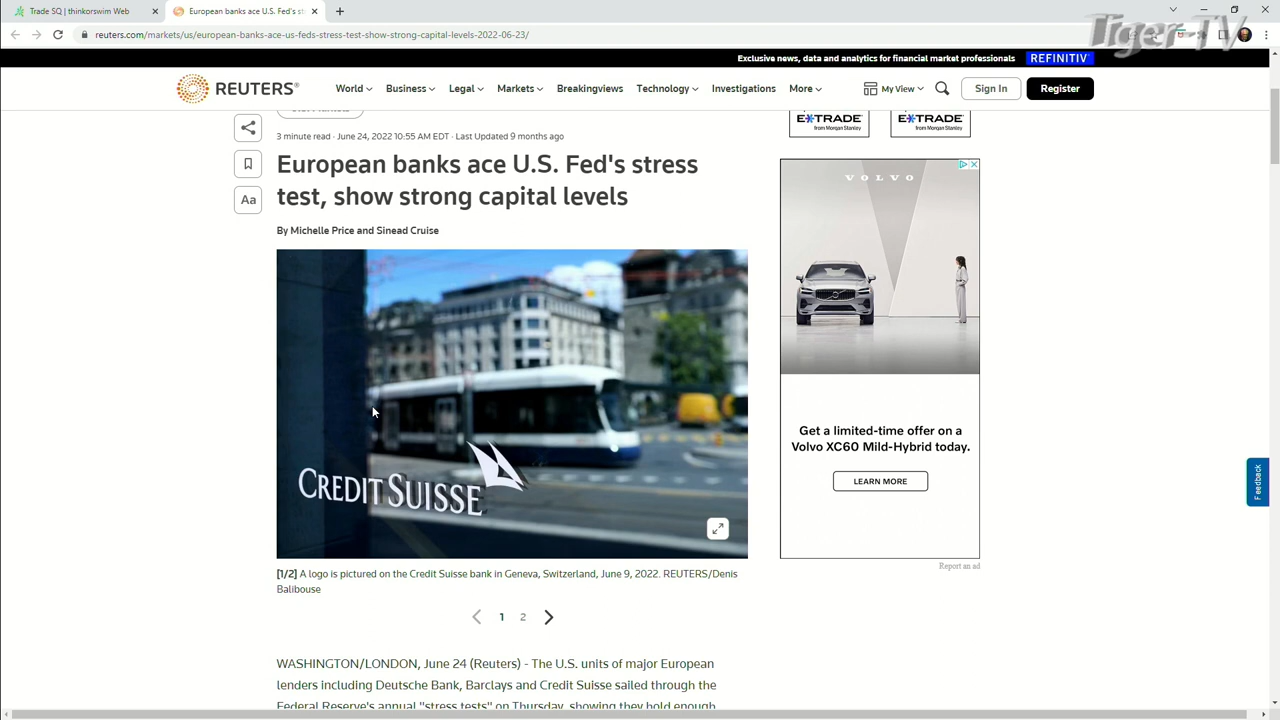 Trade SQ | thinkorswim Web
European banks ace U.S. Fed's st
reuters.com/markets/us/european-banks-ace-us-feds-stress-test-show-strong-capital-levels-2022-06-23/
Tiger TV
Exclusive news, data and analytics for financial market professionals
REFINITIV
REUTERS®
World
Business
Legal
Markets
Breakingviews
Technology
Investigations
More
My View
Sign In
Register
3 minute read · June 24, 2022 10:55 AM EDT · Last Updated 9 months ago
European banks ace U.S. Fed's stress
test, show strong capital levels
Aa
By Michelle Price and Sinead Cruise
CREDIT SUISSE
[1/2] A logo is pictured on the Credit Suisse bank in Geneva, Switzerland, June 9, 2022. REUTERS/Denis
Balibouse
1 2
WASHINGTON/LONDON, June 24 (Reuters) - The U.S. units of major European
lenders including Deutsche Bank, Barclays and Credit Suisse sailed through the
Federal Reserve's annual "stress tests" on Thursday, showing they hold enough
E*TRADE
from Morgan Stanley
E*TRADE
from Morgan Stanley
VOLVO
Get a limited-time offer on a
Volvo XC60 Mild-Hybrid today.
LEARN MORE
Report an ad
Feedback